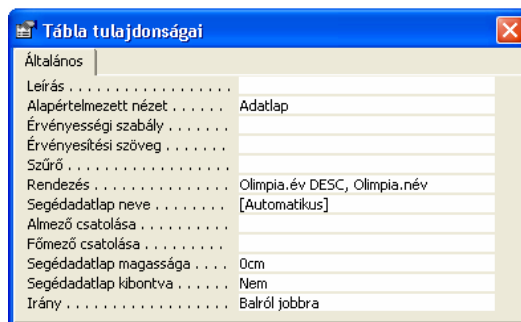 Tábla tulajdonságai
Általános
Leírás . . . . . . . . . . . . . . . . . .
Alapértelmezett nézet . . . . . . Adatlap
Érvényességi szabály . . . . . . .
Érvényesítési szöveg . . . . . . .
Szűrő . . . . . . . . . . . . . . . . . .
Rendezés . . . . . . . . . . . . . . . Olimpia.év DESC, Olimpia.név
Segédadatlap neve . . . . . . . . [Automatikus]
Almező csatolása . . . . . . . . . .
Főmező csatolása . . . . . . . . . .
Segédadatlap magassága . . . . 0cm
Segédadatlap kibontva . . . . . . Nem
Irány . . . . . . . . . . . . . . . . . . Balról jobbra